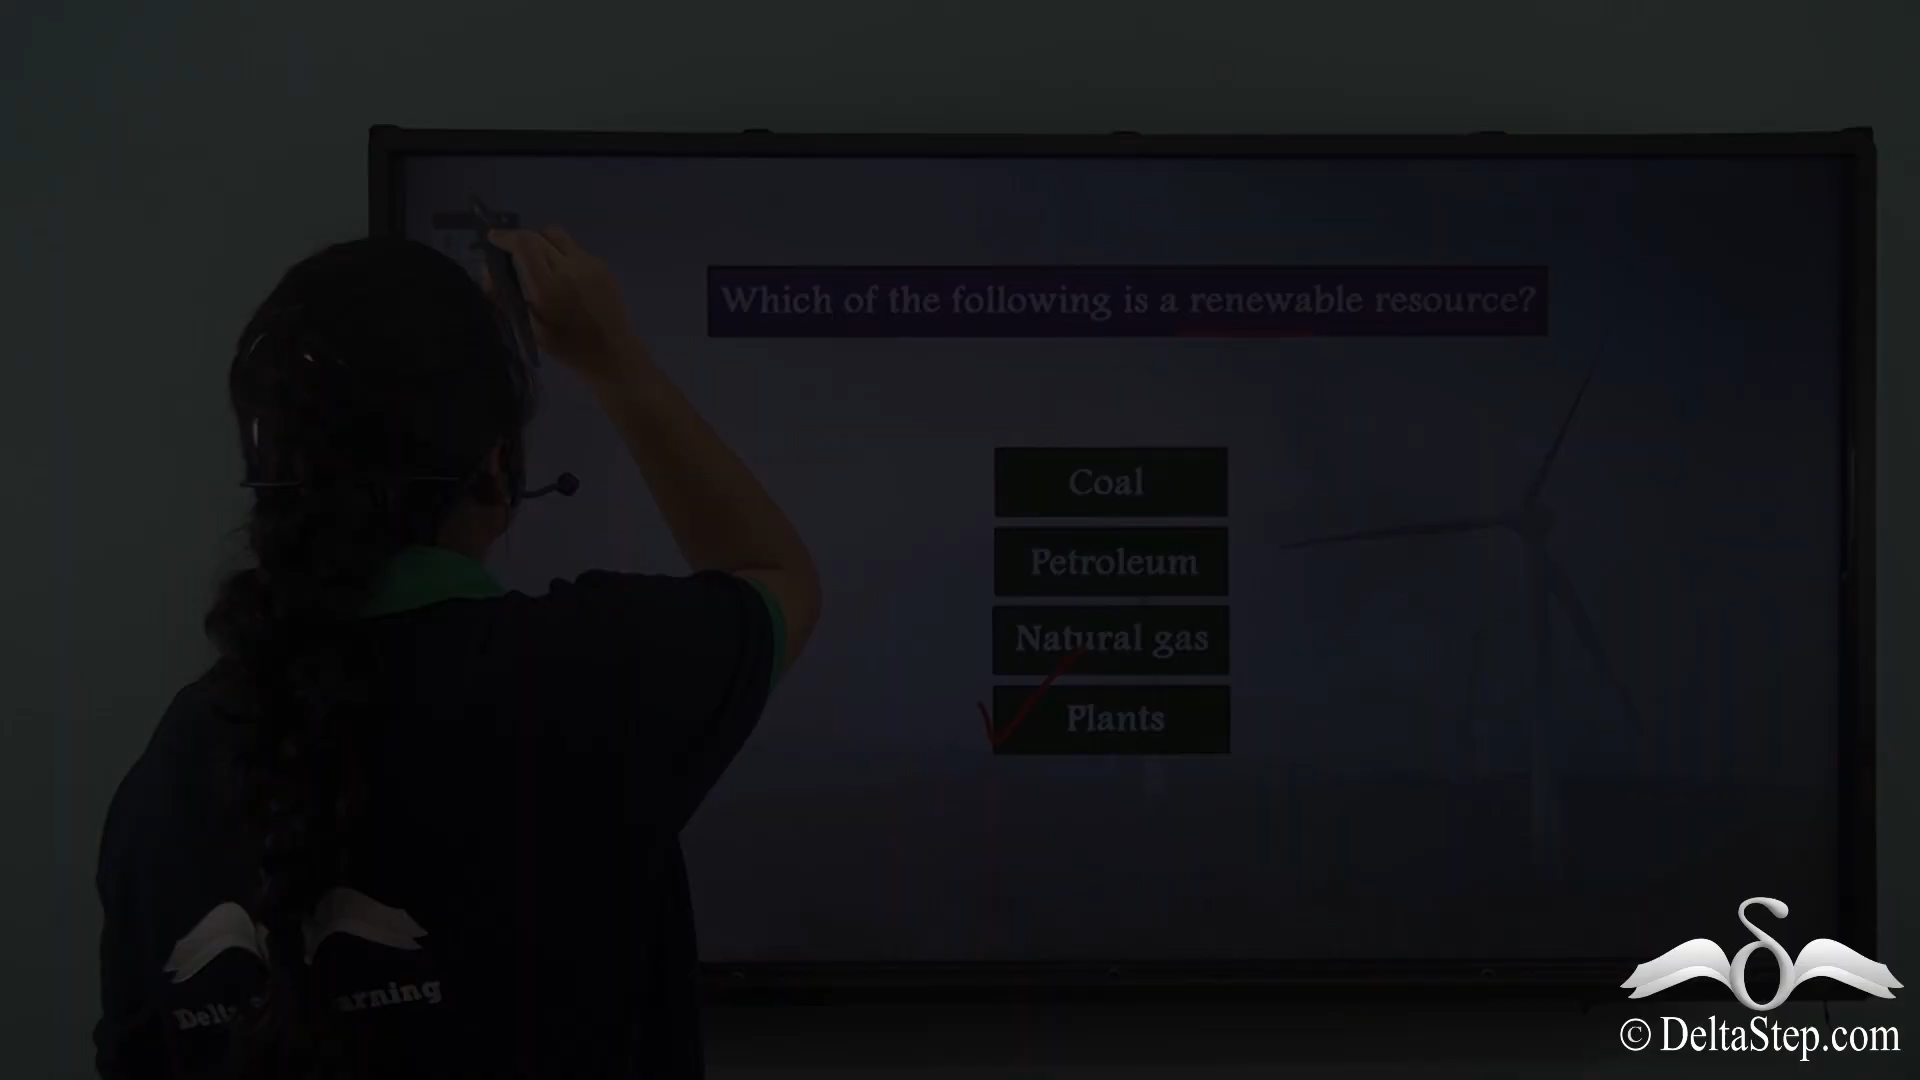 Which of the following is a renewable resource?
Coal
Petroleum
Natural gas
Plants
© DeltaStep.com